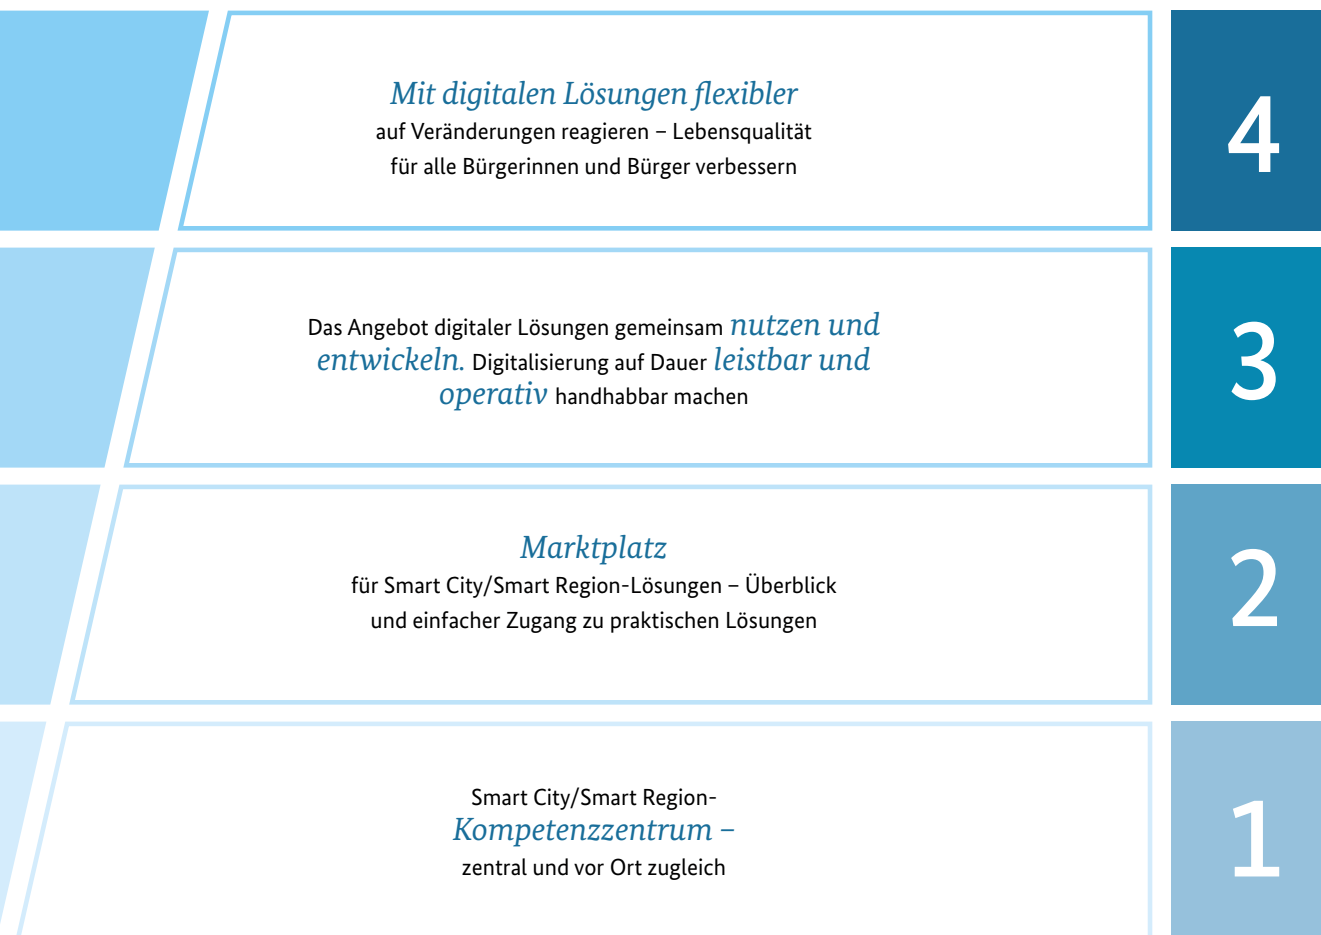 Mit digitalen Lösungen flexibler
auf Veränderungen reagieren – Lebensqualität
für alle Bürgerinnen und Bürger verbessern
4
Das Angebot digitaler Lösungen gemeinsam nutzen und
entwickeln. Digitalisierung auf Dauer leistbar und
operativ handhabbar machen
3
Marktplatz
für Smart City/Smart Region-Lösungen – Überblick
und einfacher Zugang zu praktischen Lösungen
2
Smart City/Smart Region-
Kompetenzzentrum –
zentral und vor Ort zugleich
1